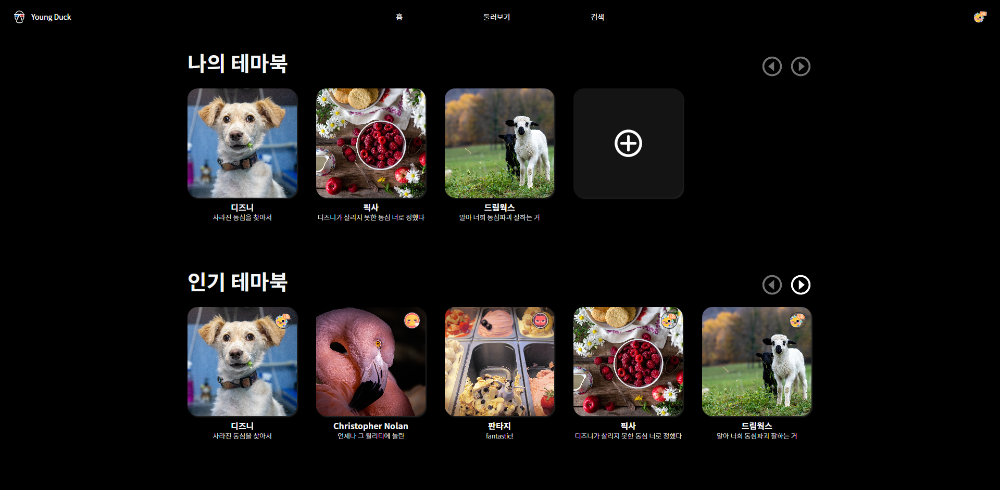 Young Duck
홈
둘러보기
검색
나의 테마북
디즈니
사라진 동심을 찾아서
픽사
디즈니가 살리지 못한 동심 너로 정했다
드림웍스
알아 너희 동심파괴 잘하는 거
인기 테마북
디즈니
사라진 동심을 찾아서
Christopher Nolan
언제나 그 퀄리티에 놀란
판타지
fantastic!
픽사
디즈니가 살리지 못한 동심 너로 정했다
드림웍스
알아 너희 동심파괴 잘하는 거